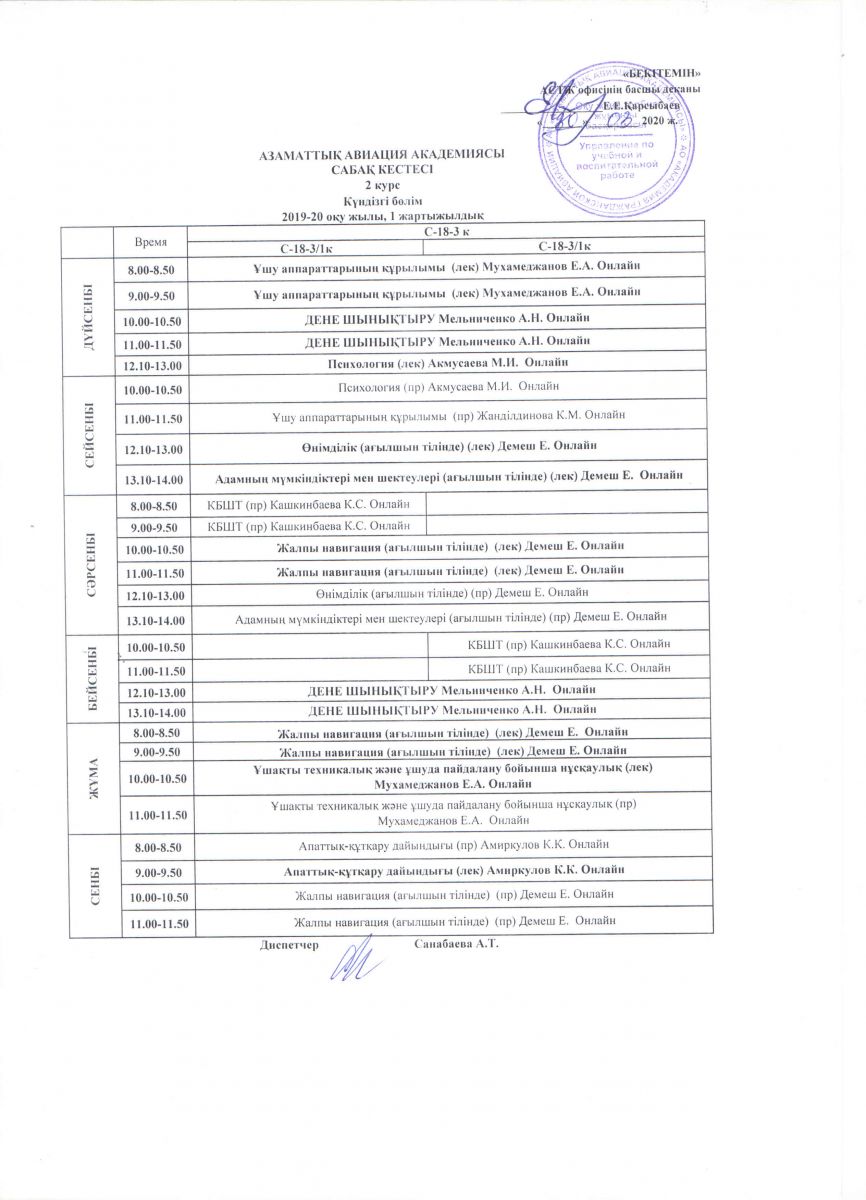 «БЕКІТЕМІН»
АСТЖ офисінің басшы деканы
Е.Е.Қарсыбаев
« 30 » 03 2020 ж.
Управление по
учебной и
воспитательной
работе
АЗАМАТТЫҚ АВИАЦИЯ АКАДЕМИЯСЫ
САБАҚ КЕСТЕСІ
2 курс
Күндізгі бөлім
2019-20 оқу жылы, 1 жартыжылдық
Время
С-18-3 к
С-18-3/1к С-18-3/1к
ДҮЙСЕНБІ
8.00-8.50 Ұшу аппараттарының құрылымы (лек) Мухамеджанов Е.А. Онлайн
9.00-9.50 Ұшу аппараттарының құрылымы (лек) Мухамеджанов Е.А. Онлайн
10.00-10.50 ДЕНЕ ШЫНЫҚТЫРУ Мельниченко А.Н. Онлайн
11.00-11.50 ДЕНЕ ШЫНЫҚТЫРУ Мельниченко А.Н. Онлайн
12.10-13.00 Психология (лек) Акмусаева М.И. Онлайн
СЕЙСЕНБІ
10.00-10.50 Психология (пр) Акмусаева М.И. Онлайн
11.00-11.50 Ұшу аппараттарының құрылымы (пр) Жанділдинова К.М. Онлайн
12.10-13.00 Өнімділік (ағылшын тілінде) (лек) Демеш Е. Онлайн
13.10-14.00 Адамның мүмкіндіктері мен шектеулері (ағылшын тілінде) (лек) Демеш Е. Онлайн
СӘРСЕНБІ
8.00-8.50 КБШТ (пр) Кашкинбаева К.С. Онлайн
9.00-9.50 КБШТ (пр) Кашкинбаева К.С. Онлайн
10.00-10.50 Жалпы навигация (ағылшын тілінде) (лек) Демеш Е. Онлайн
11.00-11.50 Жалпы навигация (ағылшын тілінде) (лек) Демеш Е. Онлайн
12.10-13.00 Өнімділік (ағылшын тілінде) (пр) Демеш Е. Онлайн
13.10-14.00 Адамның мүмкіндіктері мен шектеулері (ағылшын тілінде) (пр) Демеш Е. Онлайн
БЕЙСЕНБІ
10.00-10.50 КБШТ (пр) Кашкинбаева К.С. Онлайн
11.00-11.50 КБШТ (пр) Кашкинбаева К.С. Онлайн
12.10-13.00 ДЕНЕ ШЫНЫҚТЫРУ Мельниченко А.Н. Онлайн
13.10-14.00 ДЕНЕ ШЫНЫҚТЫРУ Мельниченко А.Н. Онлайн
ЖҰМА
8.00-8.50 Жалпы навигация (ағылшын тілінде) (лек) Демеш Е. Онлайн
9.00-9.50 Жалпы навигация (ағылшын тілінде) (лек) Демеш Е. Онлайн
10.00-10.50 Ұшақты техникалық және ұшуда пайдалану бойынша нұсқаулық (лек)
Мухамеджанов Е.А. Онлайн
11.00-11.50 Ұшақты техникалық және ұшуда пайдалану бойынша нұсқаулық (пр)
Мухамеджанов Е.А. Онлайн
СЕНБІ
8.00-8.50 Апаттық-құтқару дайындығы (пр) Амиркулов К.К. Онлайн
9.00-9.50 Апаттық-құтқару дайындығы (лек) Амиркулов К.К. Онлайн
10.00-10.50 Жалпы навигация (ағылшын тілінде) (пр) Демеш Е. Онлайн
11.00-11.50 Жалпы навигация (ағылшын тілінде) (пр) Демеш Е. Онлайн
Диспетчер Санабаева А.Т.